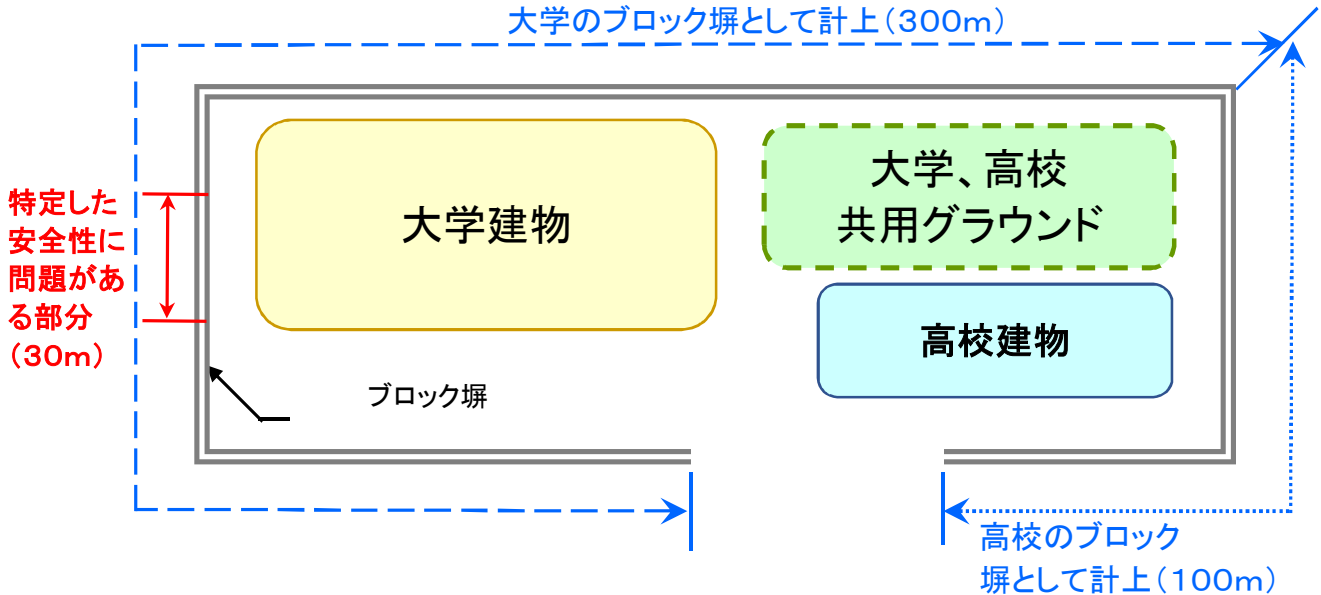 大学のブロック塀として計上（300m）
特定した
安全性に
問題があ
る部分
（30m）
大学建物
大学、高校
共用グラウンド
高校建物
ブロック塀
高校のブロック
塀として計上（100m）